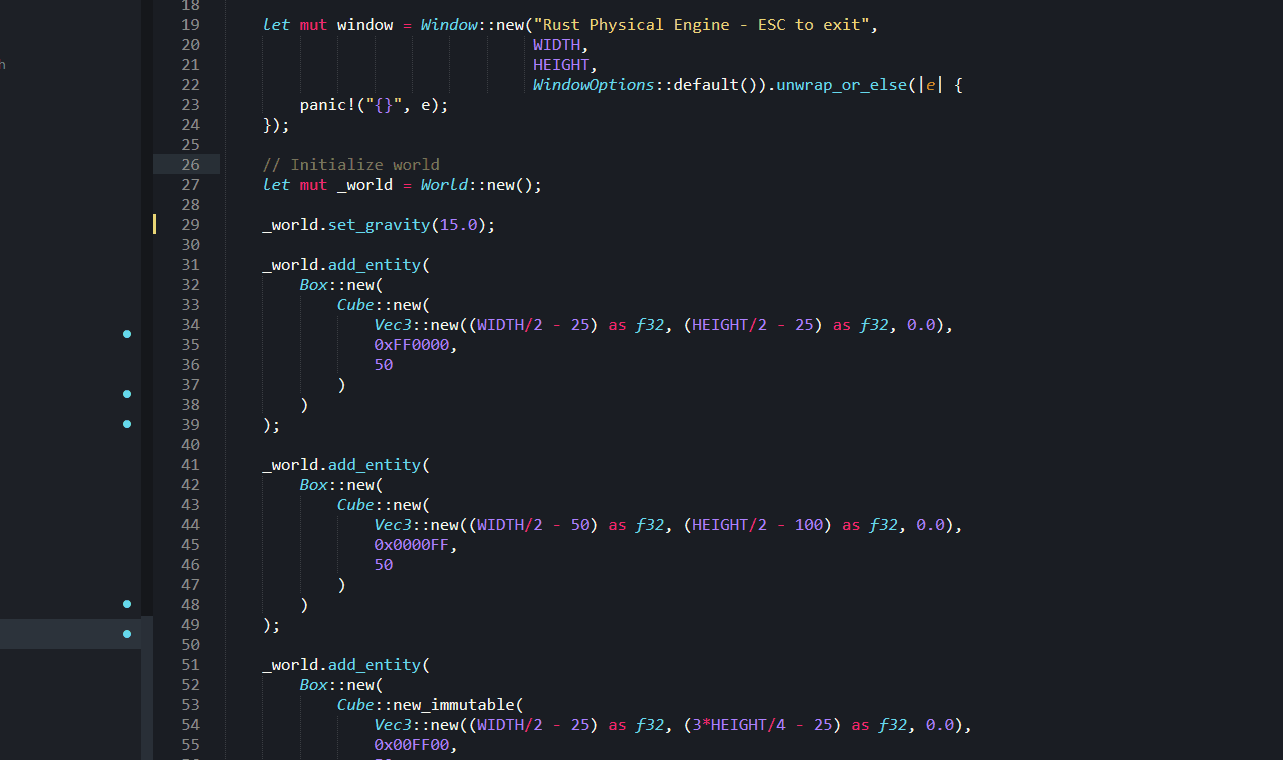 18
h
19 let mut window = Window::new("Rust Physical Engine - ESC to exit",
20 WIDTH,
21 HEIGHT,
22 WindowOptions::default()).unwrap_or_else(|e| {
23 panic!("{}", e);
24 });
25
26 // Initialize world
27 let mut _world = World::new();
28
29 _world.set_gravity(15.0);
30
31 _world.add_entity(
32 Box::new(
33 Cube::new(
34 Vec3::new((WIDTH/2 - 25) as f32, (HEIGHT/2 - 25) as f32, 0.0),
35 0xFF0000,
36 50
37 )
38 )
39 );
40
41 _world.add_entity(
42 Box::new(
43 Cube::new(
44 Vec3::new((WIDTH/2 - 50) as f32, (HEIGHT/2 - 100) as f32, 0.0),
45 0x0000FF,
46 50
47 )
48 )
49 );
50
51 _world.add_entity(
52 Box::new(
53 Cube::new_immutable(
54 Vec3::new((WIDTH/2 - 25) as f32, (3*HEIGHT/4 - 25) as f32, 0.0),
55 0x00FF00,